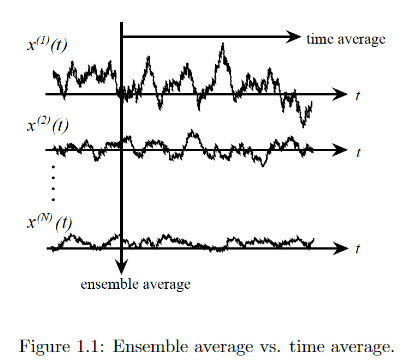 x⁽¹⁾(t)
time average
t
x⁽²⁾(t)
t
x⁽ᴺ⁾(t)
t
ensemble average
Figure 1.1: Ensemble average vs. time average.